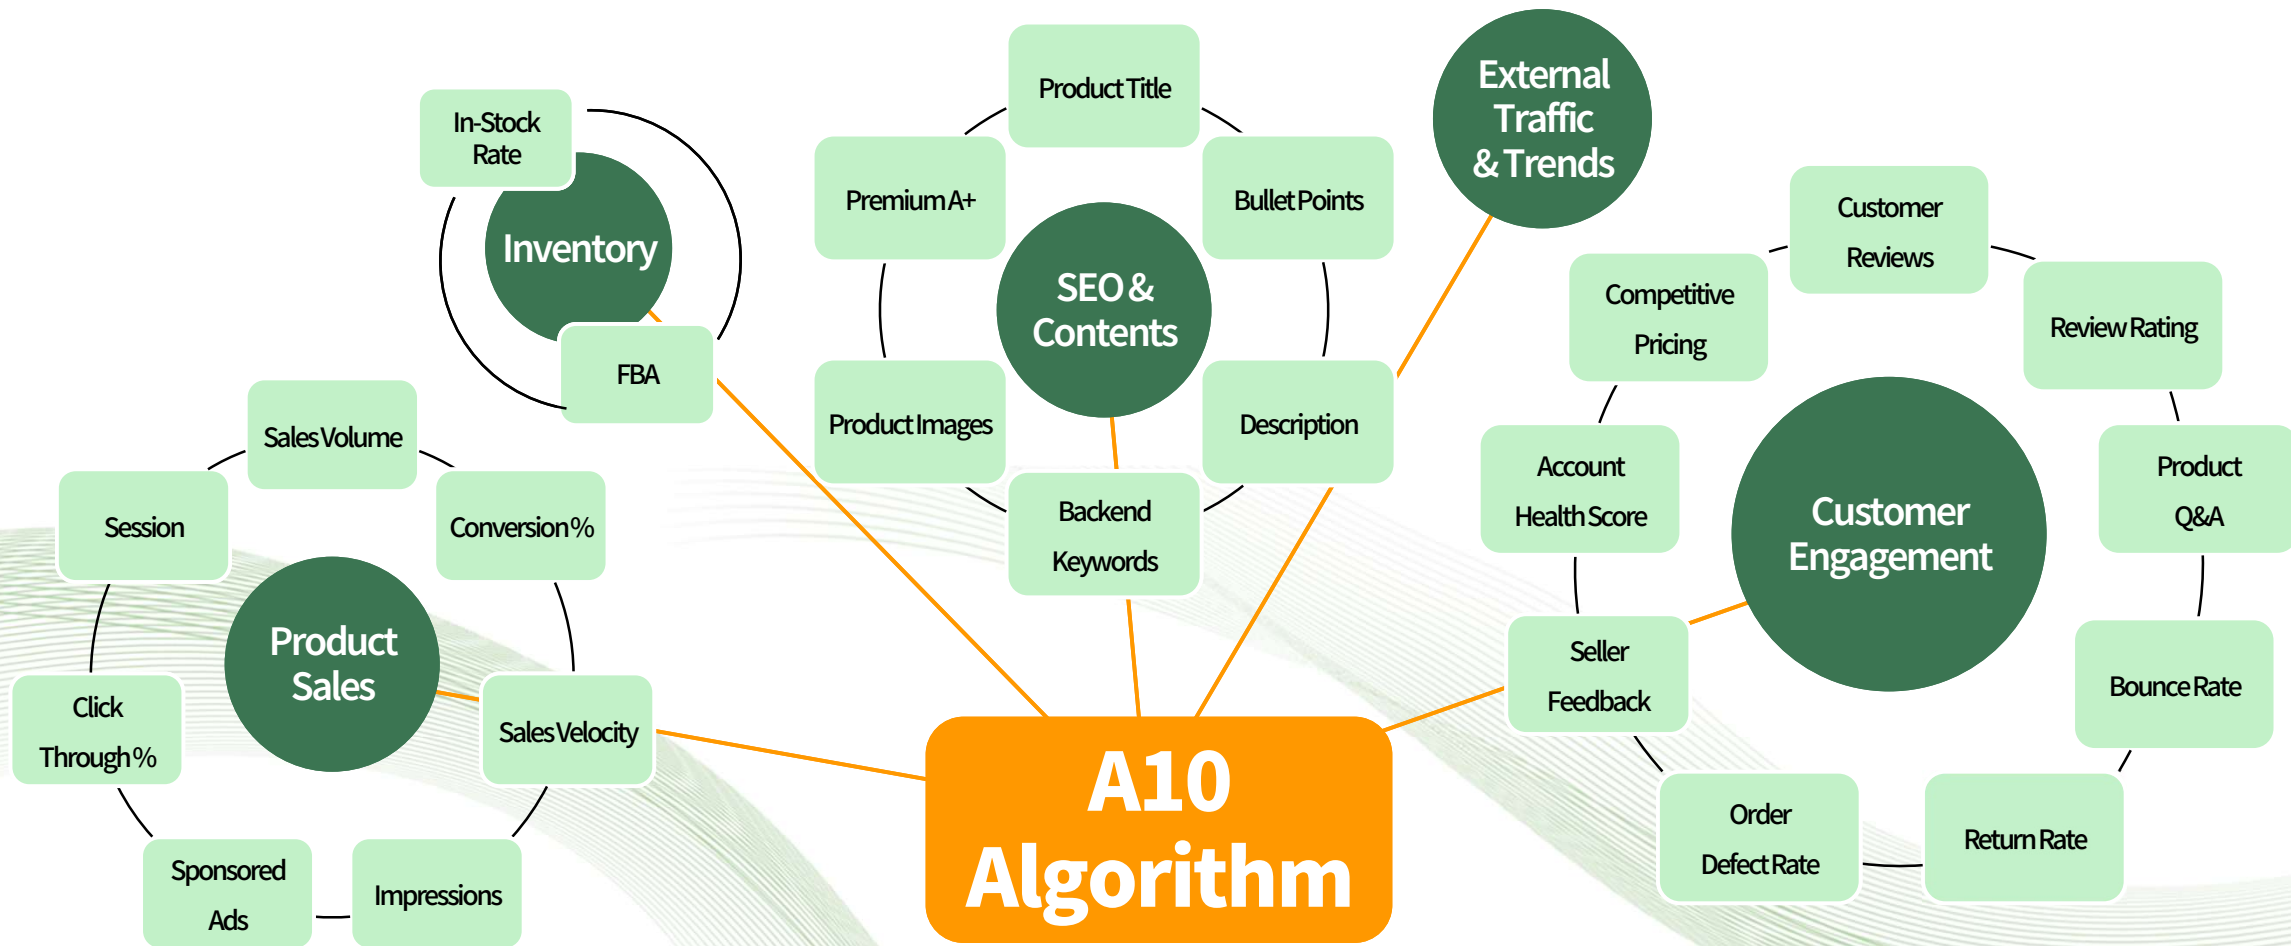 In-Stock
Rate
Inventory
FBA
Product Title
Premium A+
Bullet Points
SEO &
Contents
Product Images
Description
Backend
Keywords
External
Traffic
& Trends
Customer
Reviews
Competitive
Pricing
Review Rating
Account
Health Score
Customer
Engagement
Product
Q&A
Seller
Feedback
Bounce Rate
Order
Defect Rate
Return Rate
Sales Volume
Session
Conversion %
Product
Sales
Click
Through %
Sales Velocity
Sponsored
Ads
Impressions
A10
Algorithm